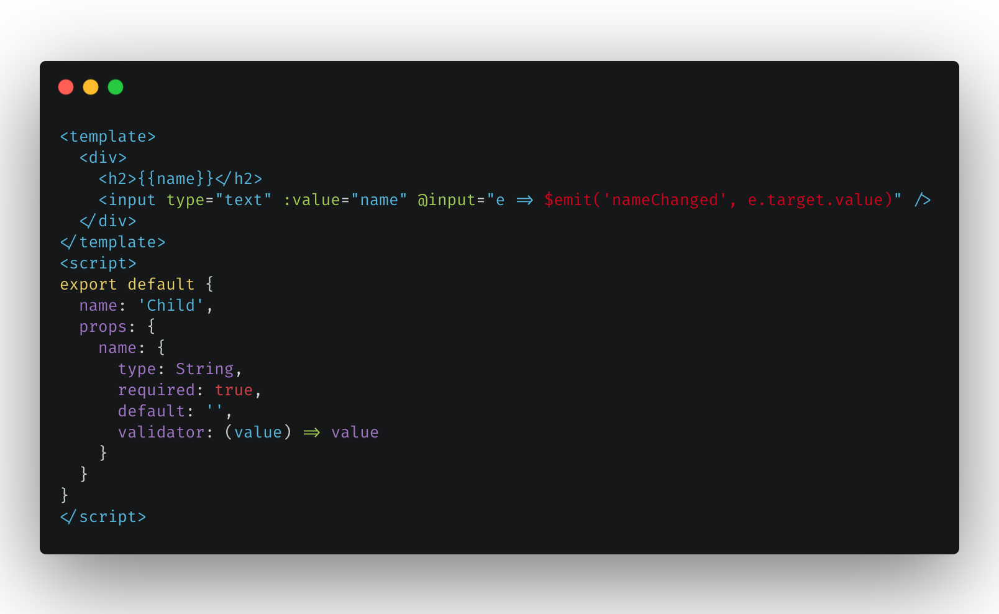 <template>
  <div>
    <h2>{{name}}</h2>
    <input type="text" :value="name" @input="e => $emit('nameChanged', e.target.value)" />
  </div>
</template>
<script>
export default {
  name: 'Child',
  props: {
    name: {
      type: String,
      required: true,
      default: '',
      validator: (value) => value
    }
  }
}
</script>